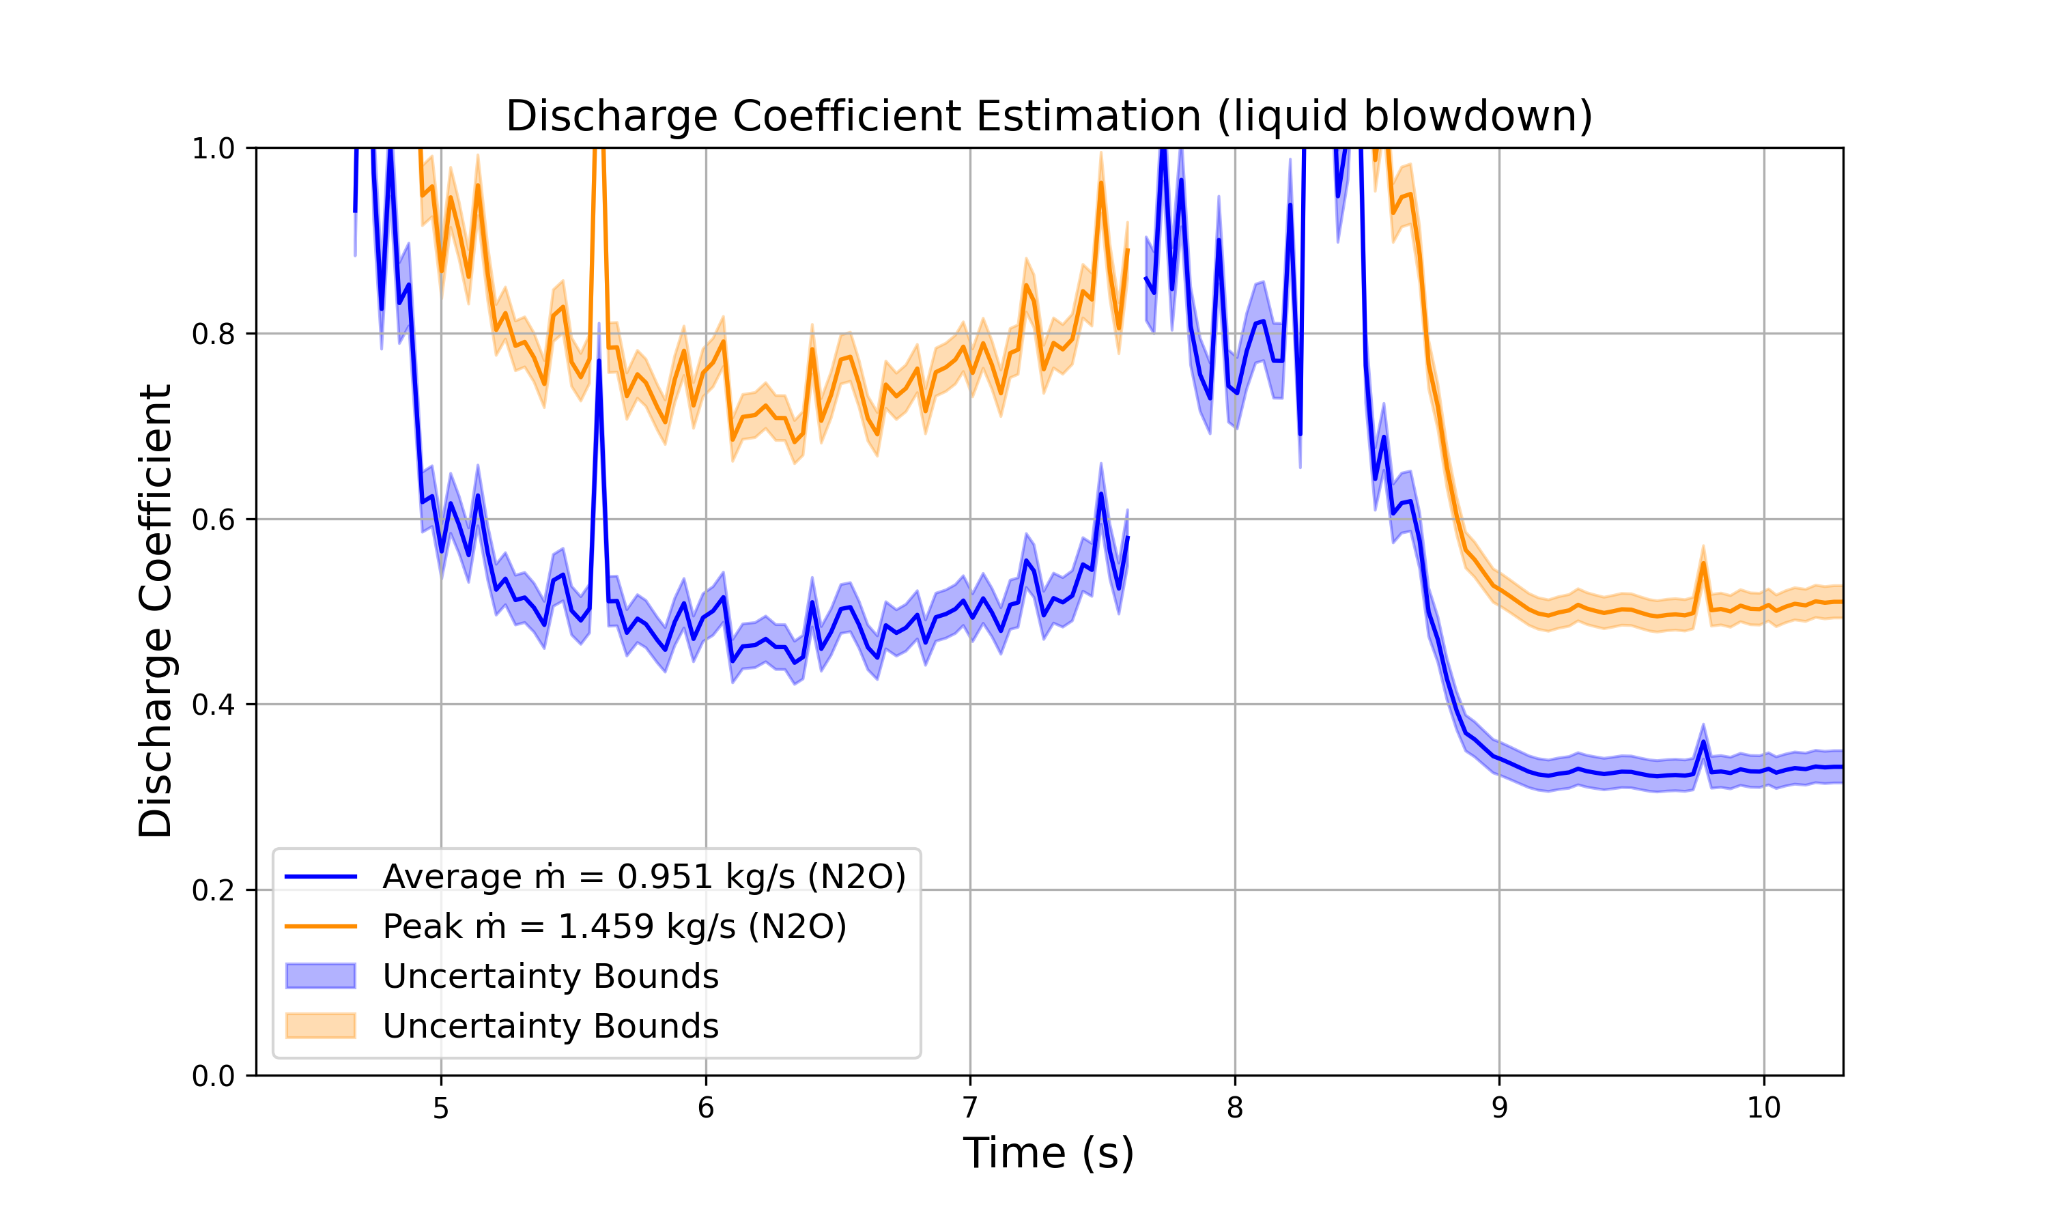 Discharge Coefficient Estimation (liquid blowdown)
1.0
0.8
0.6
0.4
0.2
0.0
Discharge Coefficient
Average ṁ = 0.951 kg/s (N2O)
Peak ṁ = 1.459 kg/s (N2O)
Uncertainty Bounds
Uncertainty Bounds
5 6 7 8 9 10
Time (s)